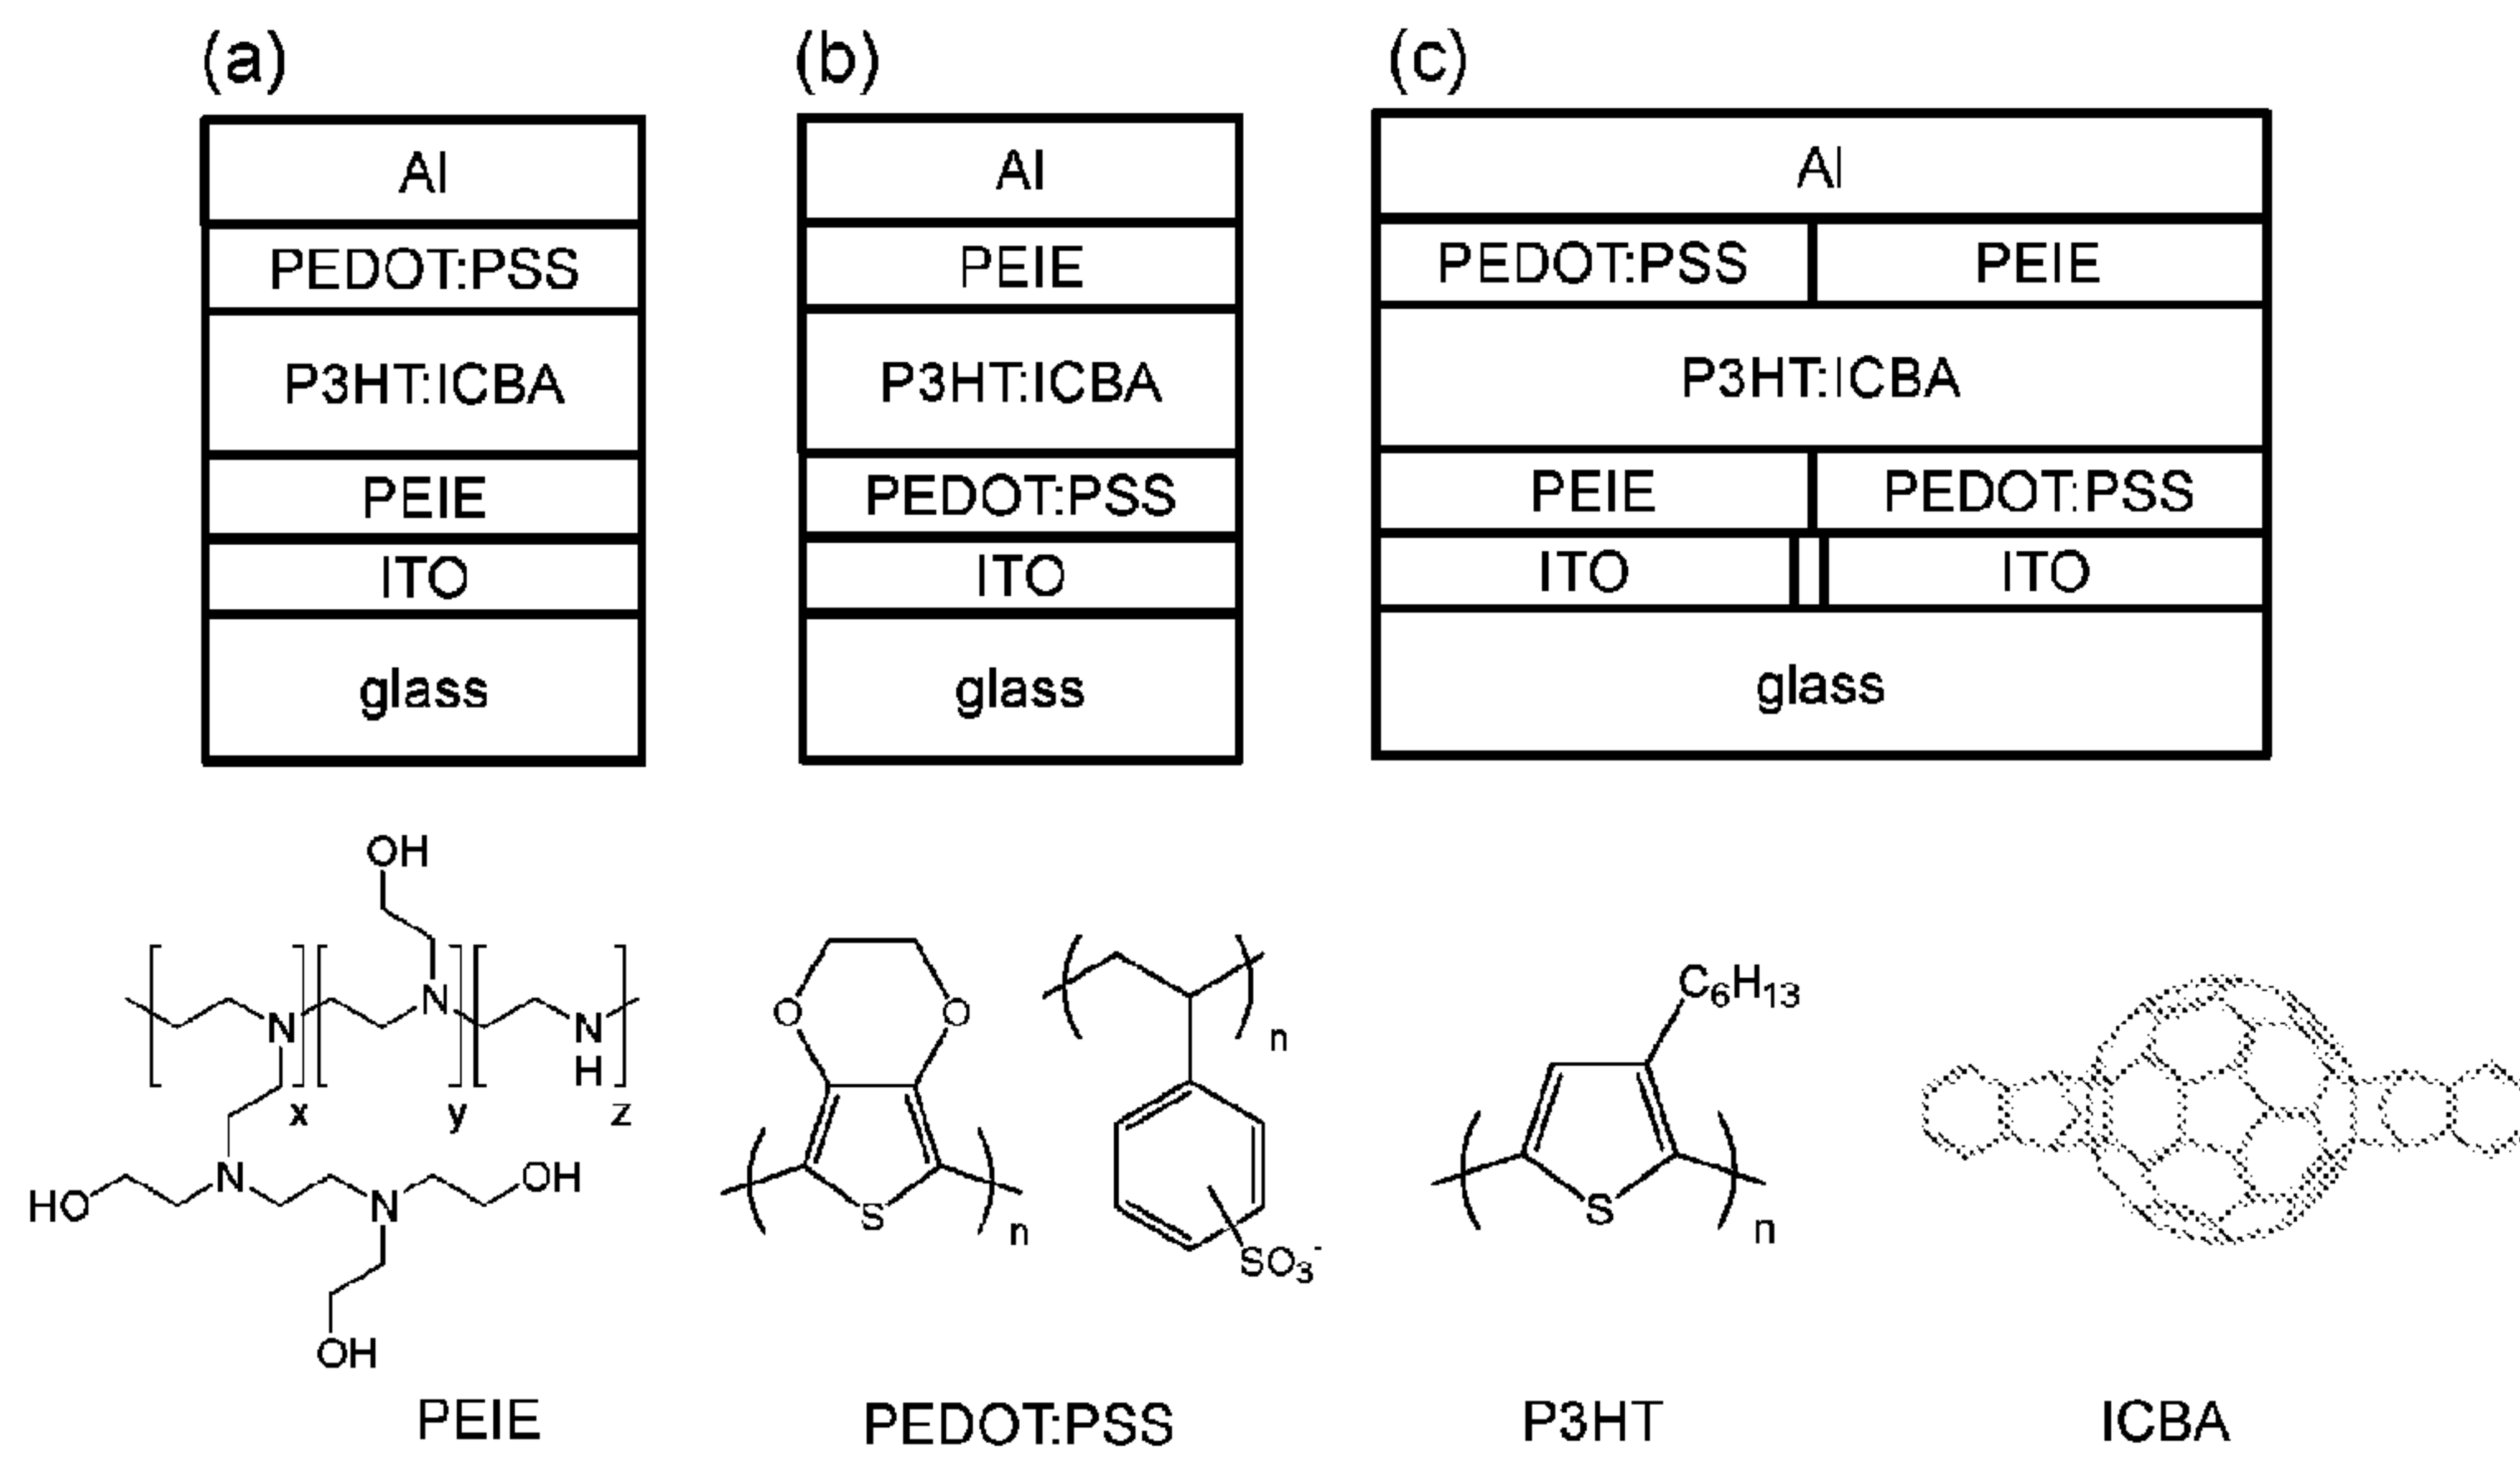 (a) (b) (c)
Al
PEDOT:PSS
P3HT:ICBA
PEIE
ITO
glass
Al
PEIE
P3HT:ICBA
PEDOT:PSS
ITO
glass
Al
PEDOT:PSS PEIE
P3HT:ICBA
PEIE PEDOT:PSS
ITO ITO
glass
OH
N
N
N
H
x
y
z
N
N
HO
OH
OH
PEIE
O
O
S
n
n
SO₃⁻
PEDOT:PSS
C₆H₁₃
S
n
P3HT
ICBA